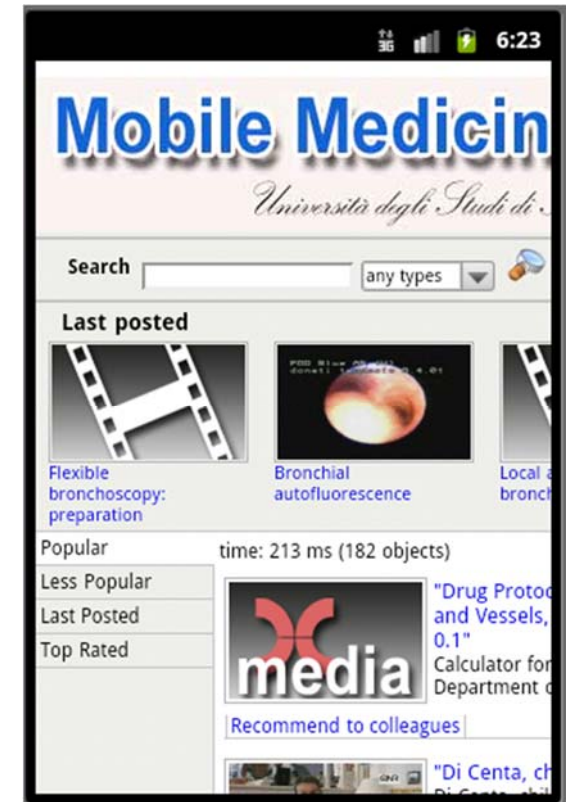 3G 6:23
Mobile Medicin
Università degli Studi di
Search any types
Last posted
Flexible
bronchoscopy:
preparation
Bronchial
autofluorescence
Local a
bronch
Popular
Less Popular
Last Posted
Top Rated
time: 213 ms (182 objects)
media
"Drug Protoc
and Vessels,
0.1"
Calculator for
Department
Recommend to colleagues
"Di Centa, ch